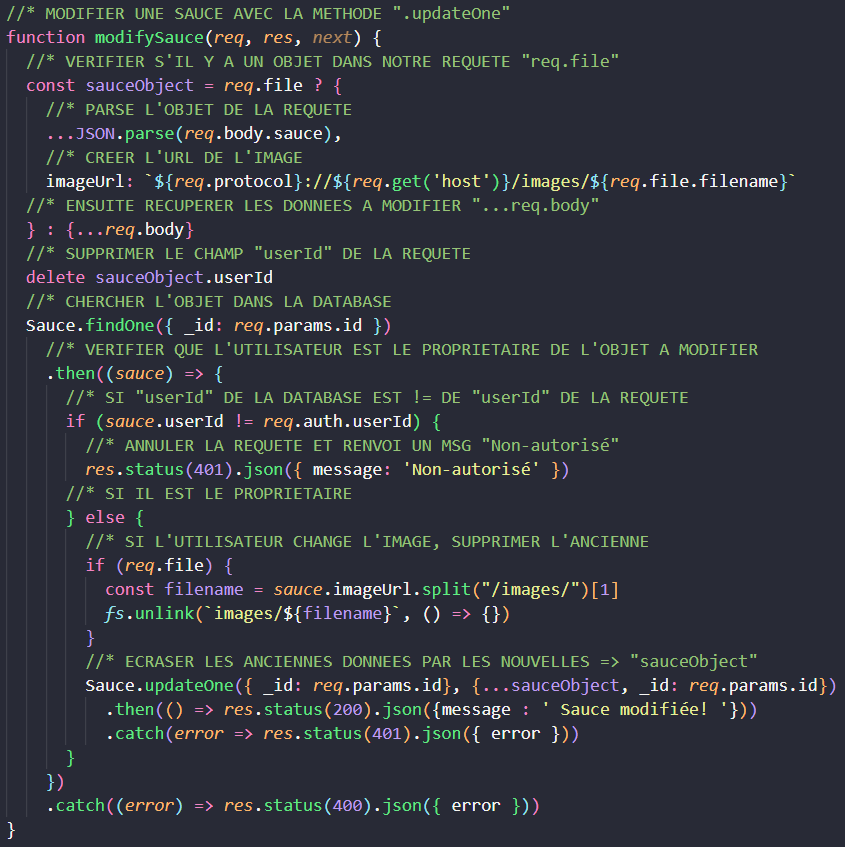 //* MODIFIER UNE SAUCE AVEC LA METHODE ".updateOne"
function modifySauce(req, res, next) {
  //* VERIFIER S'IL Y A UN OBJET DANS NOTRE REQUETE "req.file"
  const sauceObject = req.file ? {
    //* PARSE L'OBJET DE LA REQUETE
    ...JSON.parse(req.body.sauce),
    //* CREER L'URL DE L'IMAGE
    imageUrl: `${req.protocol}://${req.get('host')}/images/${req.file.filename}`
  //* ENSUITE RECUPERER LES DONNEES A MODIFIER "...req.body"
  } : {...req.body}
  //* SUPPRIMER LE CHAMP "userId" DE LA REQUETE
  delete sauceObject.userId
  //* CHERCHER L'OBJET DANS LA DATABASE
  Sauce.findOne({ _id: req.params.id })
    //* VERIFIER QUE L'UTILISATEUR EST LE PROPRIETAIRE DE L'OBJET A MODIFIER
    .then((sauce) => {
      //* SI "userId" DE LA DATABASE EST != DE "userId" DE LA REQUETE
      if (sauce.userId != req.auth.userId) {
        //* ANNULER LA REQUETE ET RENVOI UN MSG "Non-autorisé"
        res.status(401).json({ message: 'Non-autorisé' })
      //* SI IL EST LE PROPRIETAIRE
      } else {
        //* SI L'UTILISATEUR CHANGE L'IMAGE, SUPPRIMER L'ANCIENNE
        if (req.file) {
          const filename = sauce.imageUrl.split("/images/")[1]
          fs.unlink(`images/${filename}`, () => {})
        }
        //* ECRASER LES ANCIENNES DONNEES PAR LES NOUVELLES => "sauceObject"
        Sauce.updateOne({ _id: req.params.id}, {...sauceObject, _id: req.params.id})
          .then(() => res.status(200).json({message : ' Sauce modifiée! '}))
          .catch(error => res.status(401).json({ error }))
      }
    })
    .catch((error) => res.status(400).json({ error }))
}